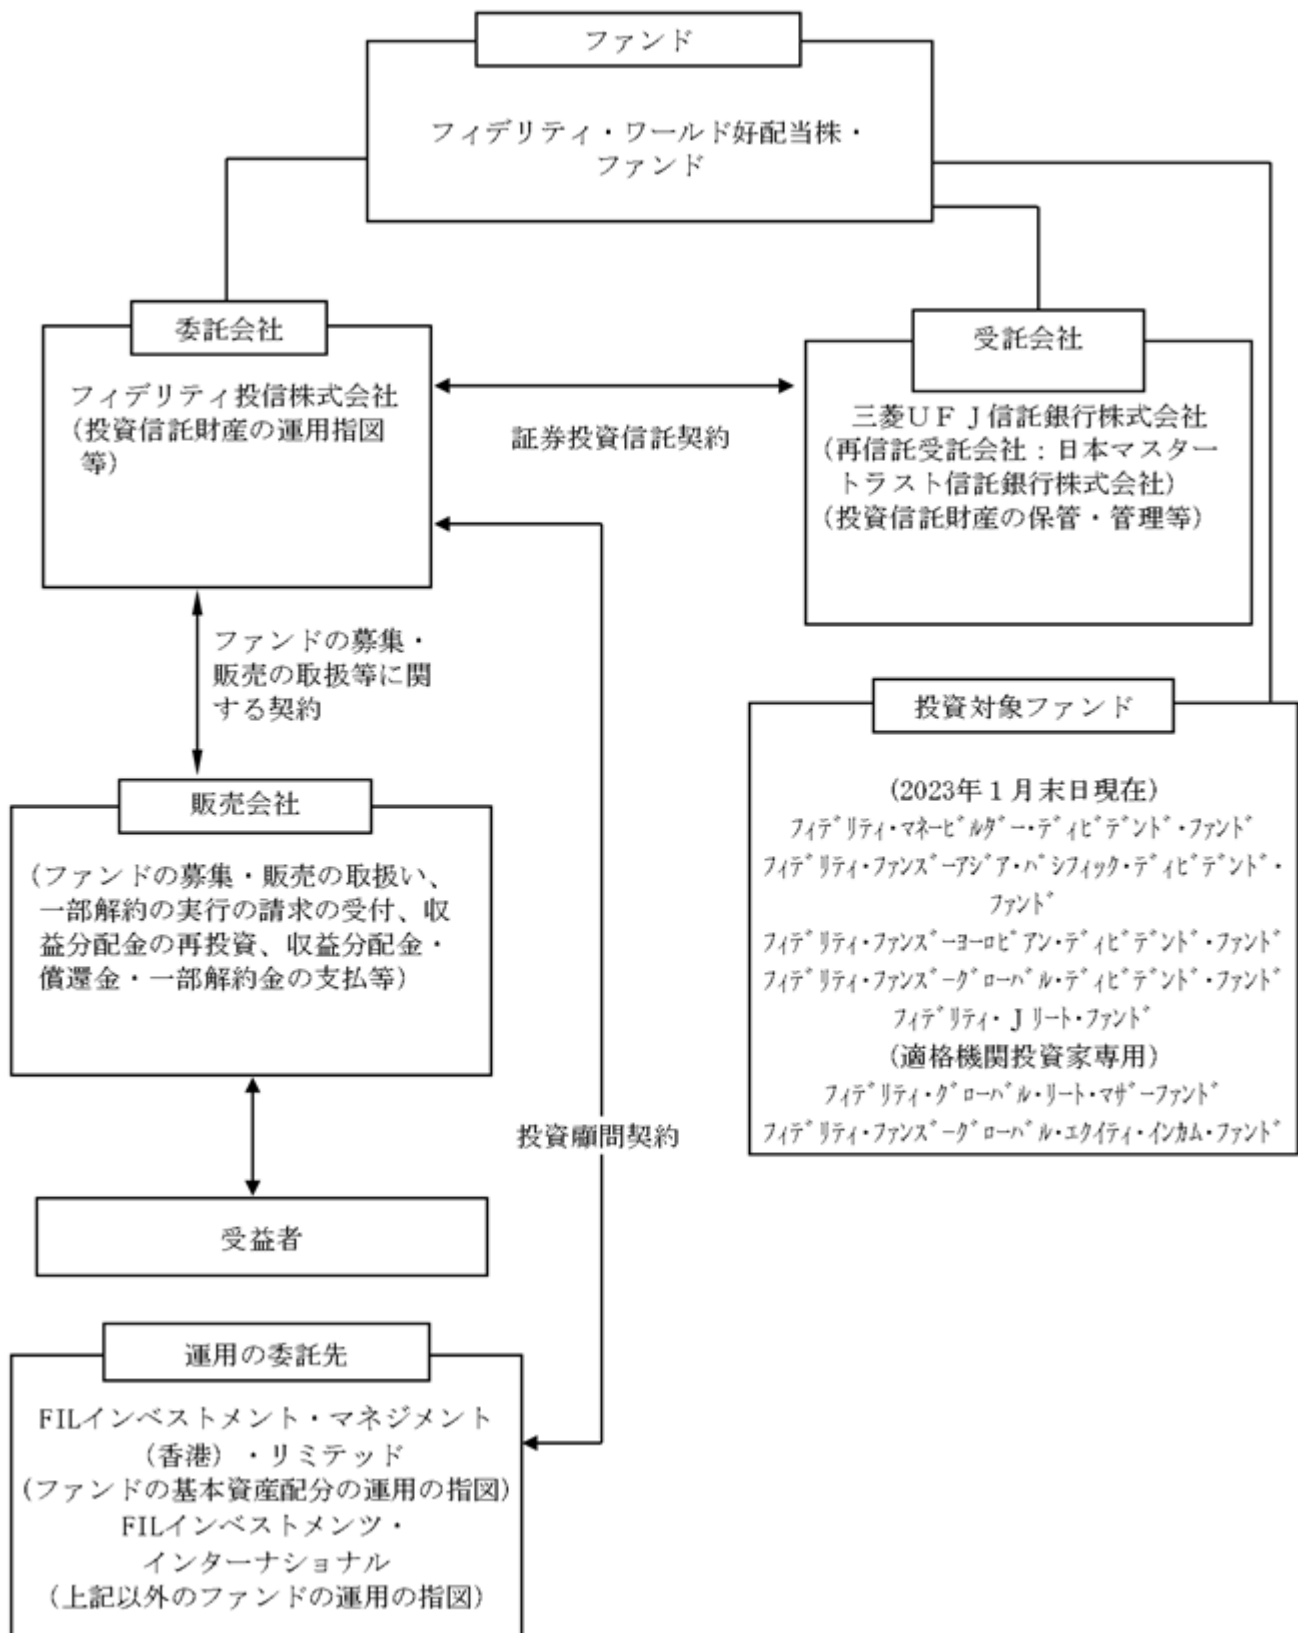 ファンド
フィデリティ・ワールド好配当株・
ファンド
委託会社
フィデリティ投信株式会社
(投資信託財産の運用指図
等)
証券投資信託契約
受託会社
三菱ＵＦＪ信託銀行株式会社
(再信託受託会社：日本マスター
トラスト信託銀行株式会社)
(投資信託財産の保管・管理等)
ファンドの募集・
販売の取扱等に関
する契約
販売会社
(ファンドの募集・販売の取扱い、
一部解約の実行の請求の受付、収
益分配金の再投資、収益分配金・
償還金・一部解約金の支払等)
投資対象ファンド
(2023年１月末日現在)
ﾌｨﾃﾞﾘﾃｨ・ﾏﾈｰﾋﾞﾙﾀﾞｰ・ﾃﾞｨﾋﾞﾃﾞﾝﾄﾞ・ﾌｧﾝﾄﾞ
ﾌｨﾃﾞﾘﾃｨ・ﾌｧﾝｽﾞｰｱｼﾞｱ・ﾊﾟｼﾌｨｯｸ・ﾃﾞｨﾋﾞﾃﾞﾝﾄﾞ・
ﾌｧﾝﾄﾞ
ﾌｨﾃﾞﾘﾃｨ・ﾌｧﾝｽﾞｰﾖｰﾛﾋﾟｱﾝ・ﾃﾞｨﾋﾞﾃﾞﾝﾄﾞ・ﾌｧﾝﾄﾞ
ﾌｨﾃﾞﾘﾃｨ・ﾌｧﾝｽﾞｰｸﾞﾛｰﾊﾞﾙ・ﾃﾞｨﾋﾞﾃﾞﾝﾄﾞ・ﾌｧﾝﾄﾞ
ﾌｨﾃﾞﾘﾃｨ・Ｊﾘｰﾄ・ﾌｧﾝﾄﾞ
(適格機関投資家専用)
ﾌｨﾃﾞﾘﾃｨ・ｸﾞﾛｰﾊﾞﾙ・ﾘｰﾄ・ﾏｻﾞｰﾌｧﾝﾄﾞ
ﾌｨﾃﾞﾘﾃｨ・ﾌｧﾝｽﾞｰｸﾞﾛｰﾊﾞﾙ・ｴｸｲﾃｨ・ｲﾝｶﾑ・ﾌｧﾝﾄﾞ
投資顧問契約
受益者
運用の委託先
FILインベストメント・マネジメント
(香港)・リミテッド
(ファンドの基本資産配分の運用の指図)
FILインベストメンツ・
インターナショナル
(上記以外のファンドの運用の指図)